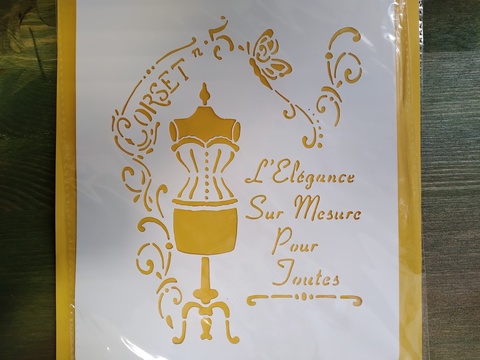 CORSET n°5
L'Elégance
Sur Mesure
Pour
Toutes